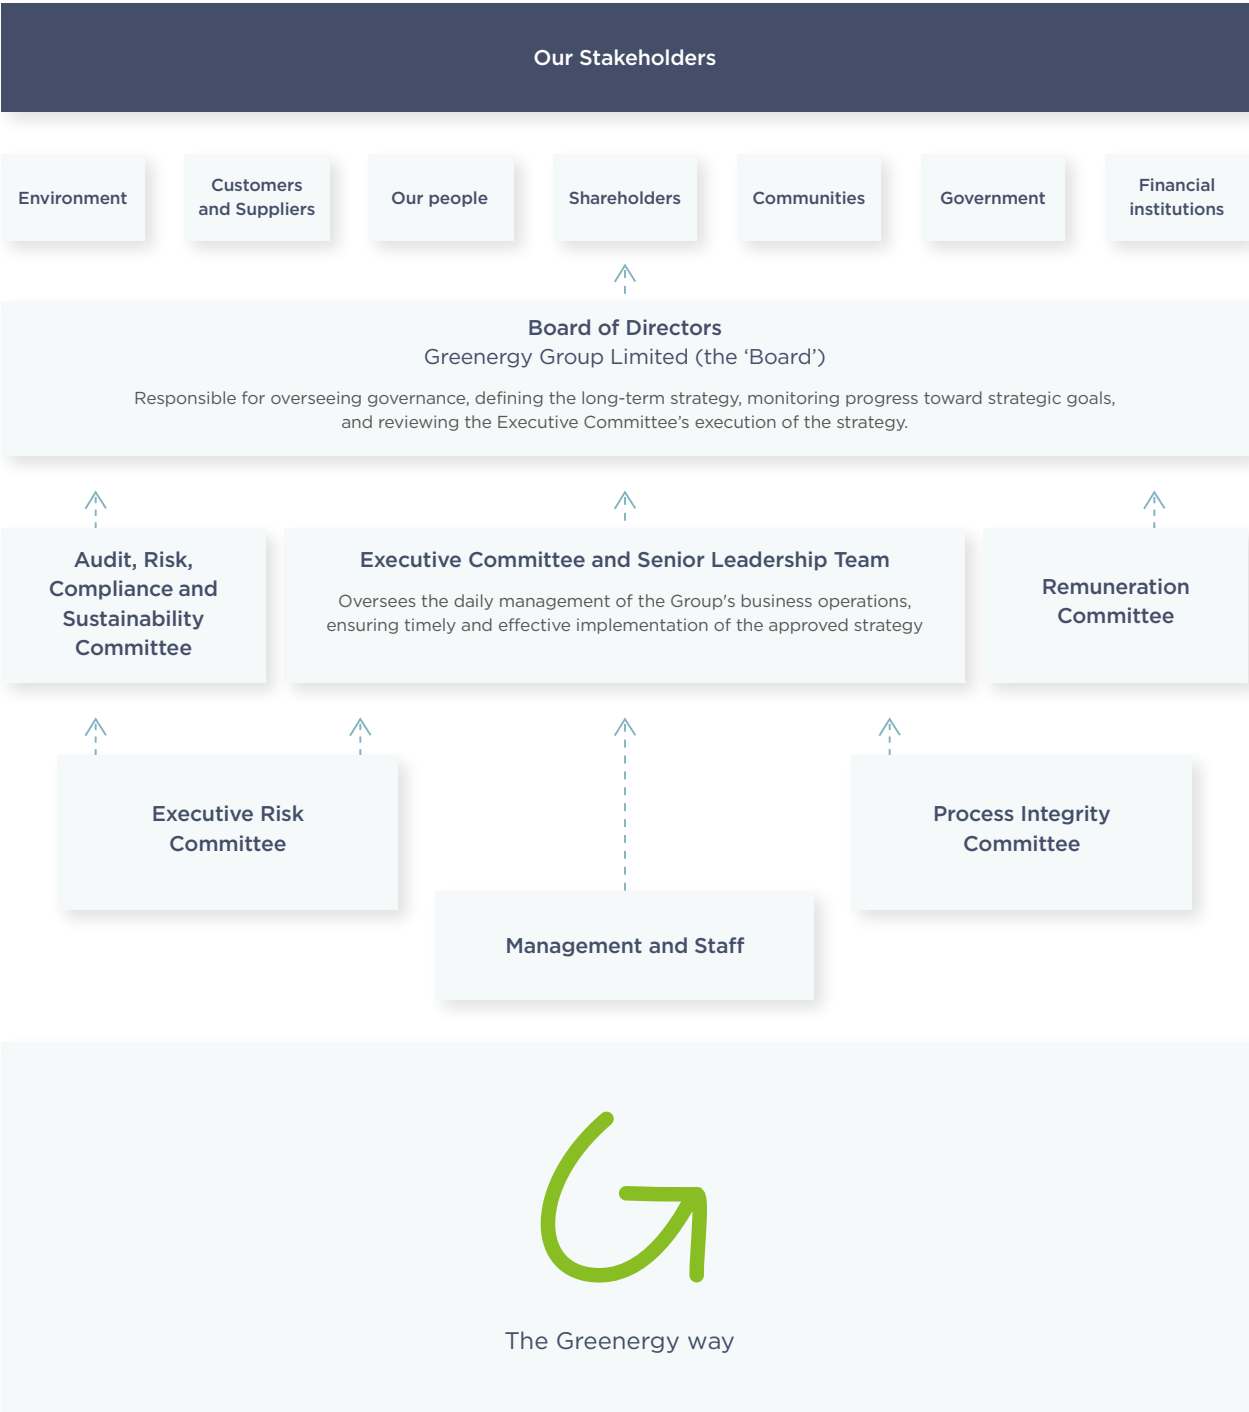 Our Stakeholders
Environment
Customers
and Suppliers
Our people
Shareholders
Communities
Government
Financial
institutions
Board of Directors
Greenergy Group Limited (the ‘Board’)
Responsible for overseeing governance, defining the long-term strategy, monitoring progress toward strategic goals,
and reviewing the Executive Committee’s execution of the strategy.
Audit, Risk,
Compliance and
Sustainability
Committee
Executive Committee and Senior Leadership Team
Oversees the daily management of the Group's business operations,
ensuring timely and effective implementation of the approved strategy
Remuneration
Committee
Executive Risk
Committee
Process Integrity
Committee
Management and Staff
The Greenergy way